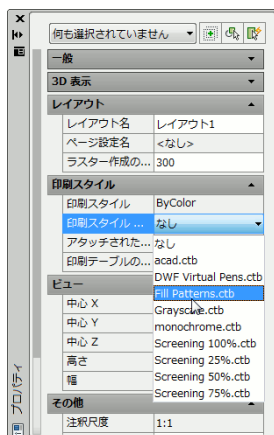 何も選択されていません
一般
3D 表示
レイアウト
レイアウト名 レイアウト1
ページ設定名 <なし>
ラスター作成の... 300
印刷スタイル
印刷スタイル ByColor
印刷スタイル ... なし
アタッチされた... なし
印刷テーブルの... acad.ctb
DWF Virtual Pens.ctb
ビュー
Fill Patterns.ctb
中心 X
Grayscale.ctb
中心 Y
monochrome.ctb
中心 Z
Screening 100%.ctb
高さ
Screening 25%.ctb
幅
Screening 50%.ctb
Screening 75%.ctb
その他
注釈尺度 1:1
プロパティ